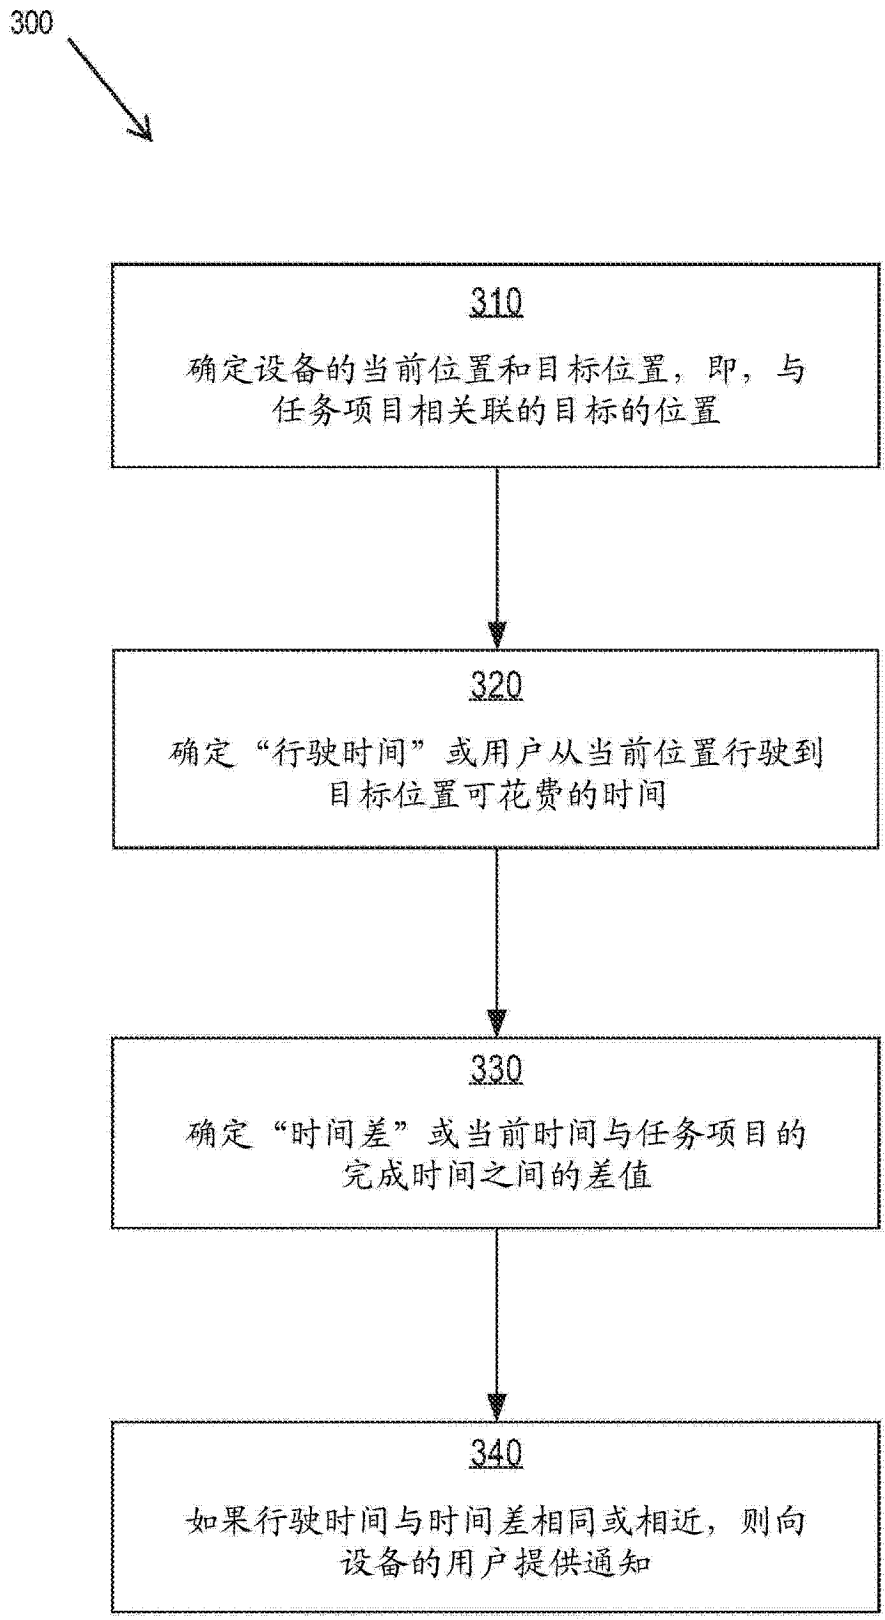 300
310
确定设备的当前位置和目标位置，即，与
任务项目相关联的目标的位置
320
确定“行驶时间”或用户从当前位置行驶到
目标位置可花费的时间
330
确定“时间差”或当前时间与任务项目的
完成时间之间的差值
340
如果行驶时间与时间差相同或相近，则向
设备的用户提供通知